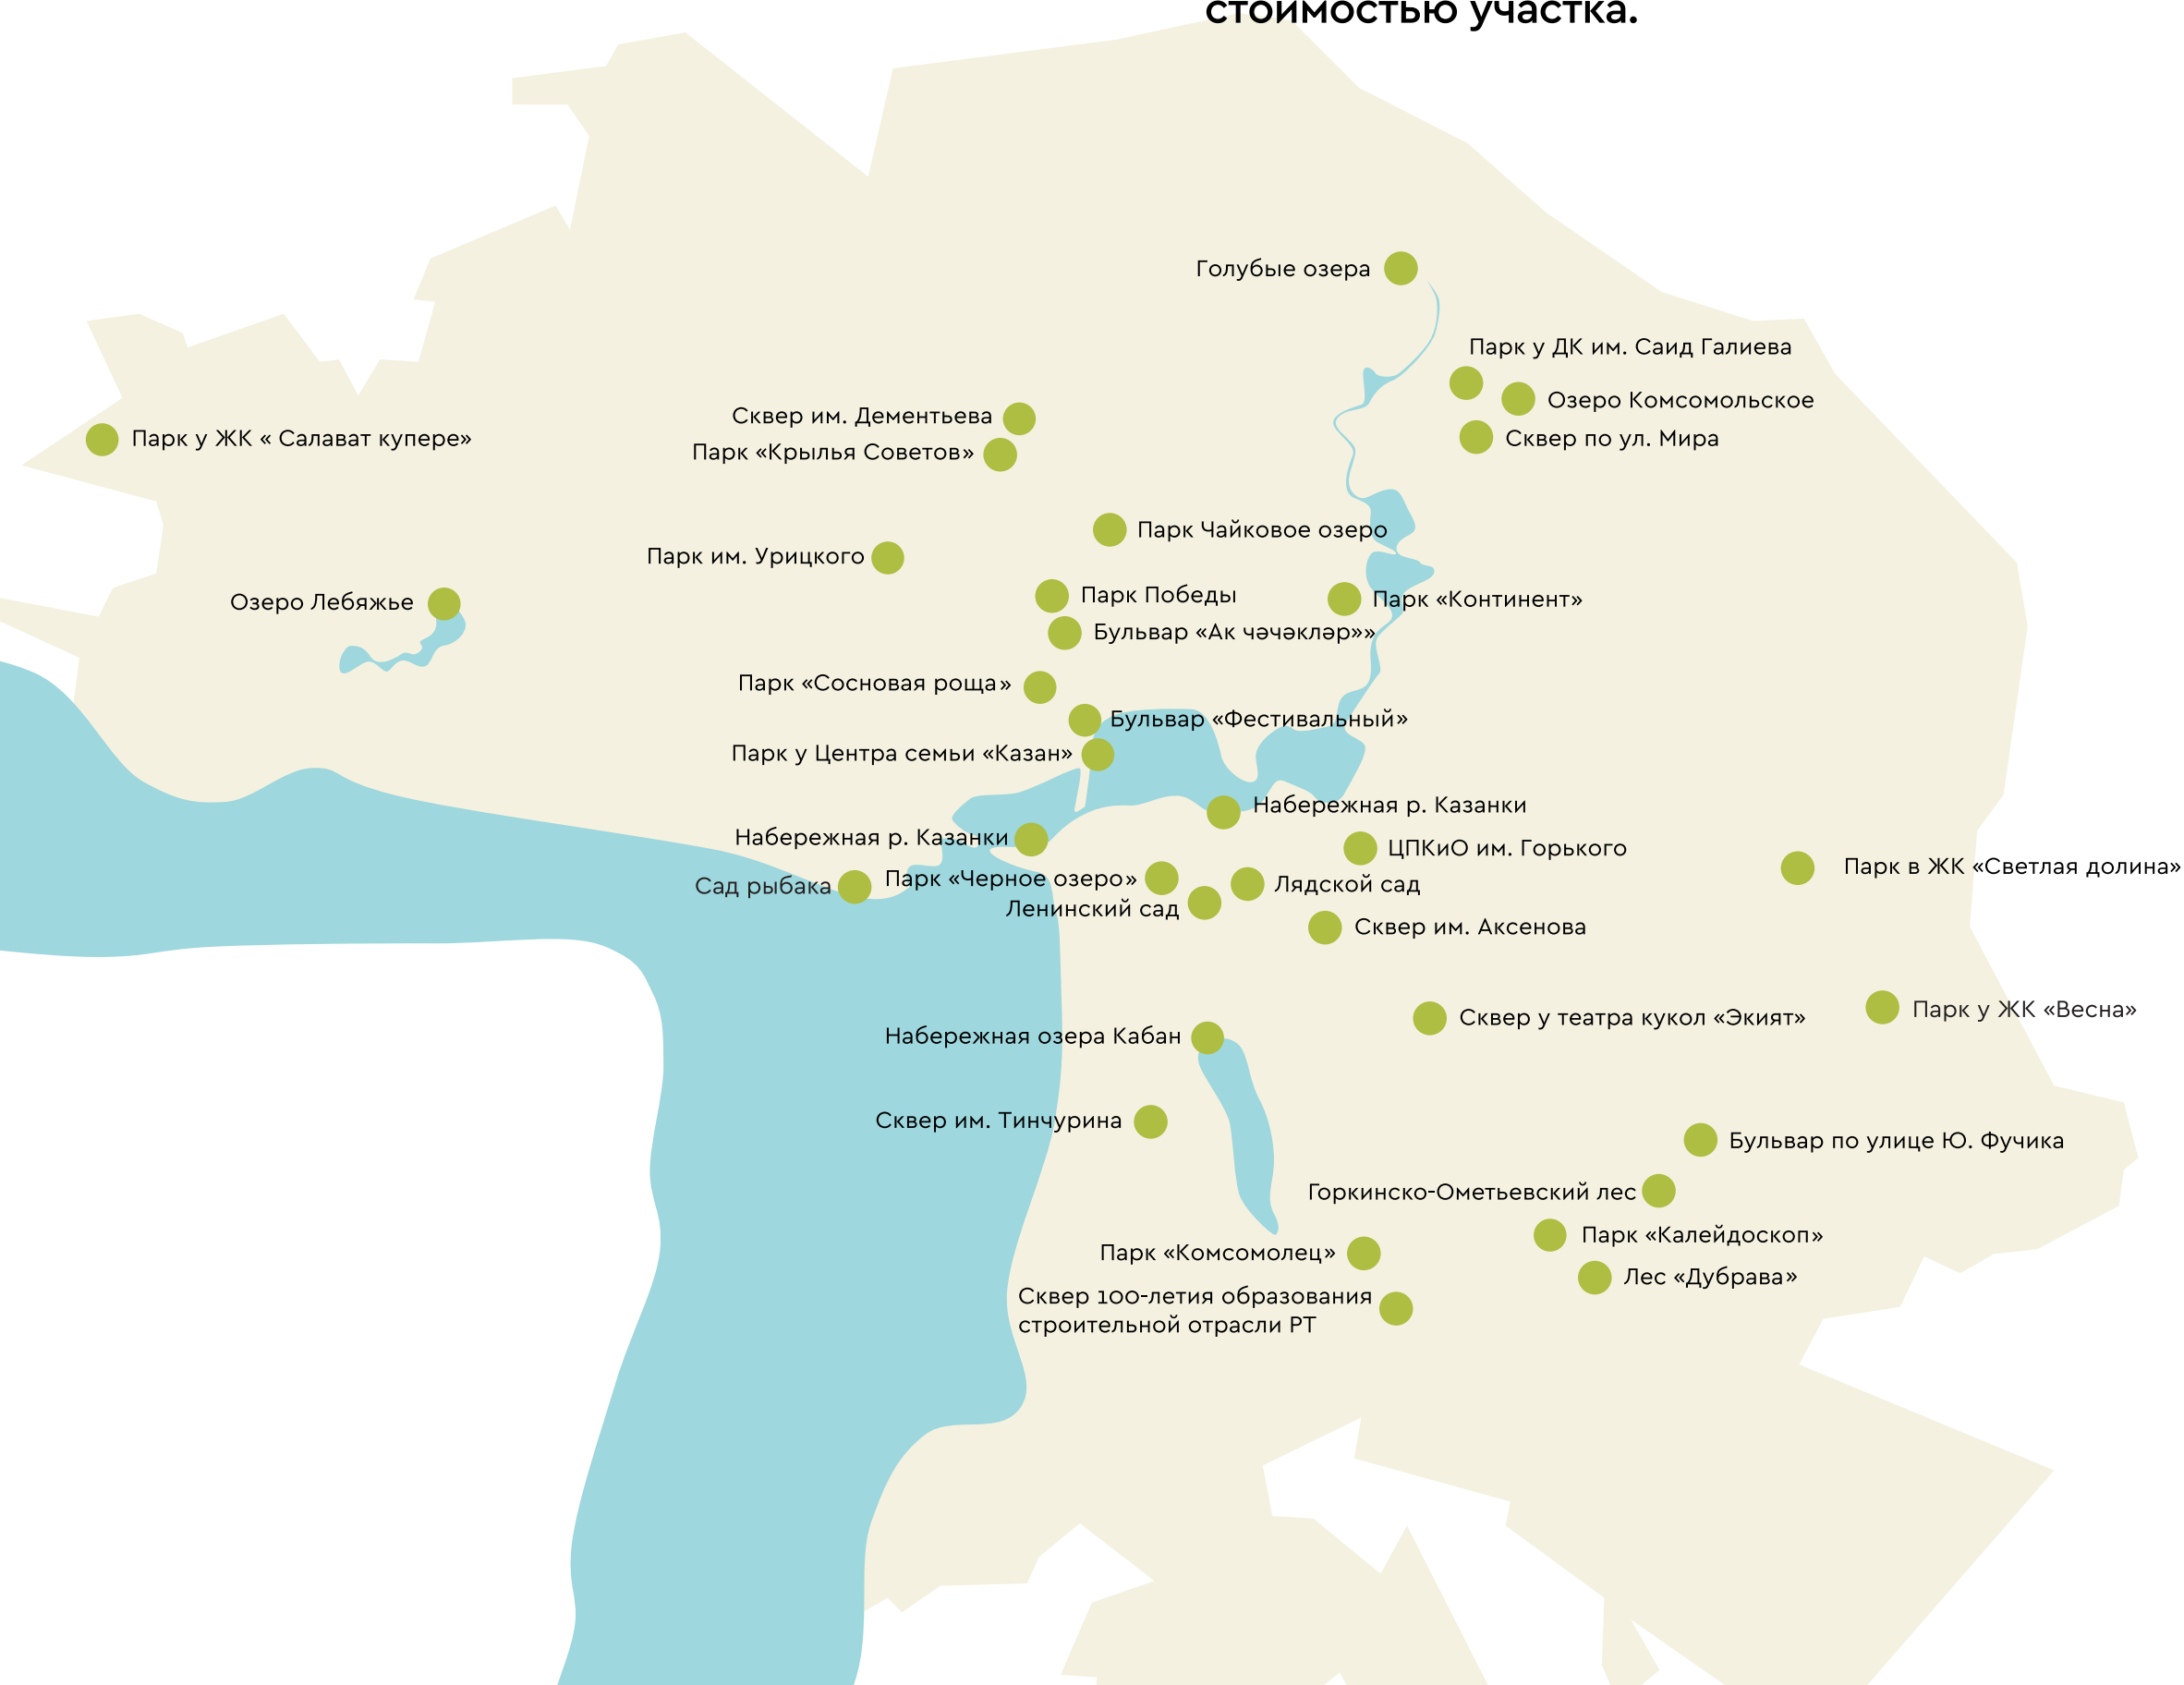 стоимостью участка.
Голубые озера
Парк у ДК им. Саид Галиева
Озеро Комсомольское
Сквер им. Дементьева
Парк у ЖК « Салават купере»
Сквер по ул. Мира
Парк «Крылья Советов»
Парк Чайковое озеро
Парк им. Урицкого
Парк Победы
Парк «Континент»
Озеро Лебяжье
Бульвар «Ак чәчәкләр»»
Парк «Сосновая роща»
Бульвар «Фестивальный»
Парк у Центра семьи «Казан»
Набережная р. Казанки
Набережная р. Казанки
ЦПКиО им. Горького
Парк в ЖК «Светлая долина»
Парк «Черное озеро»
Лядской сад
Сад рыбака
Ленинский сад
Сквер им. Аксенова
Парк у ЖК «Весна»
Сквер у театра кукол «Экият»
Набережная озера Кабан
Сквер им. Тинчурина
Бульвар по улице Ю. Фучика
Горкинско-Ометьевский лес
Парк «Калейдоскоп»
Парк «Комсомолец»
Лес «Дубрава»
Сквер 100-летия образования
строительной отрасли РТ